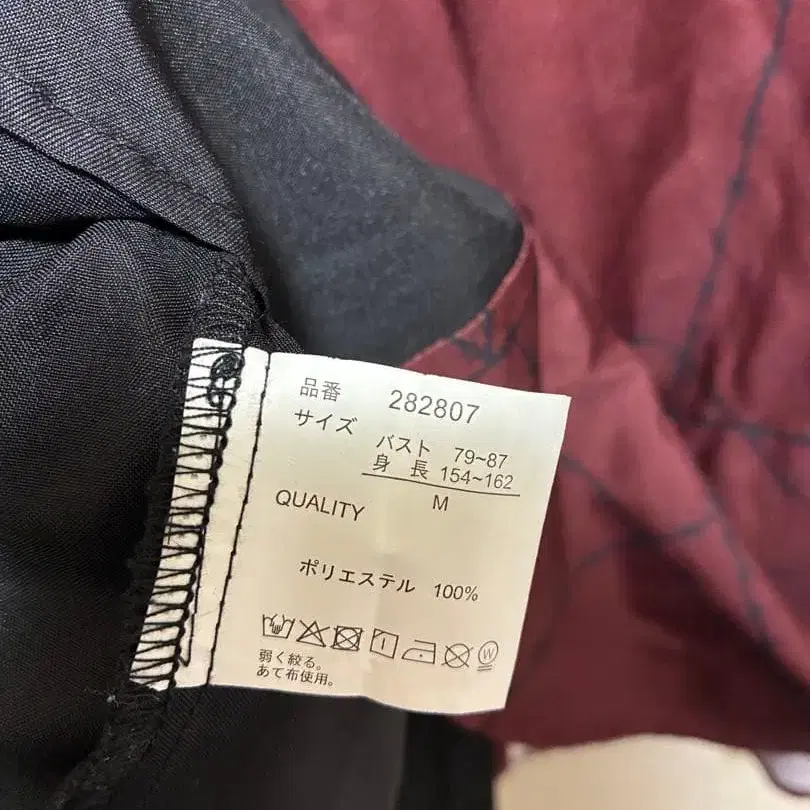 品番 282807
サイズ
バスト 79~87
身 長 154~162
M
QUALITY
ポリエステル 100%
W
弱く絞る。
あて布使用。